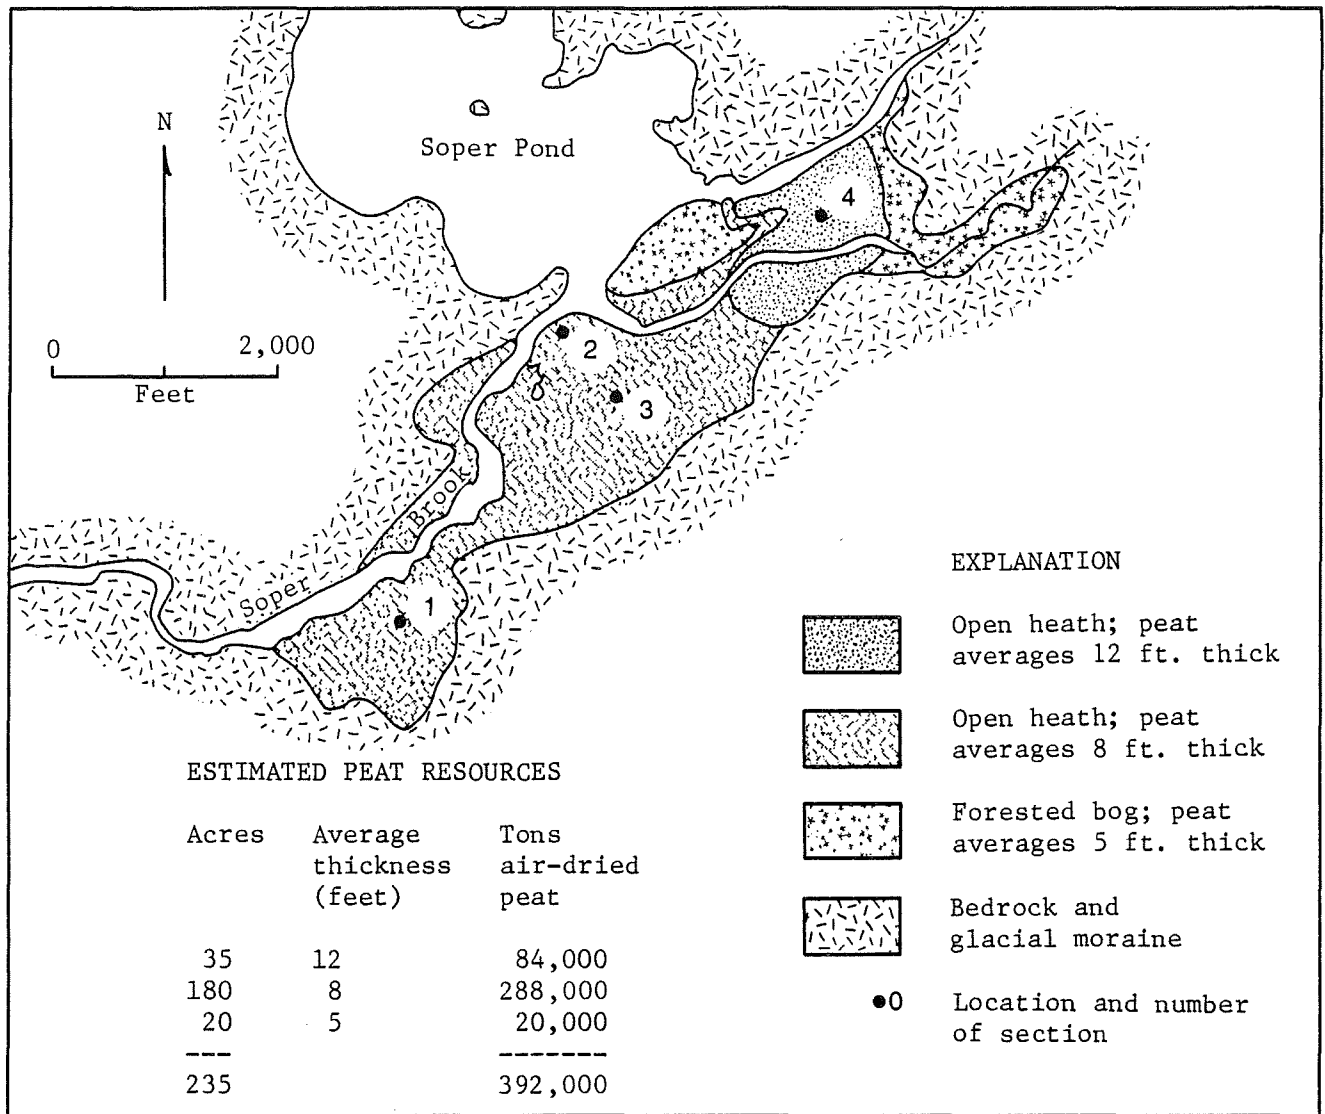 N
Soper Pond
4
0 2,000
Feet
2
3
Soper Brook
1
EXPLANATION
Open heath; peat
averages 12 ft. thick
Open heath; peat
averages 8 ft. thick
Forested bog; peat
averages 5 ft. thick
Bedrock and
glacial moraine
0 Location and number
of section
ESTIMATED PEAT RESOURCES
Acres Average Tons
thickness air-dried
(feet) peat
35 12 84,000
180 8 288,000
20 5 20,000
--- -------
235 392,000